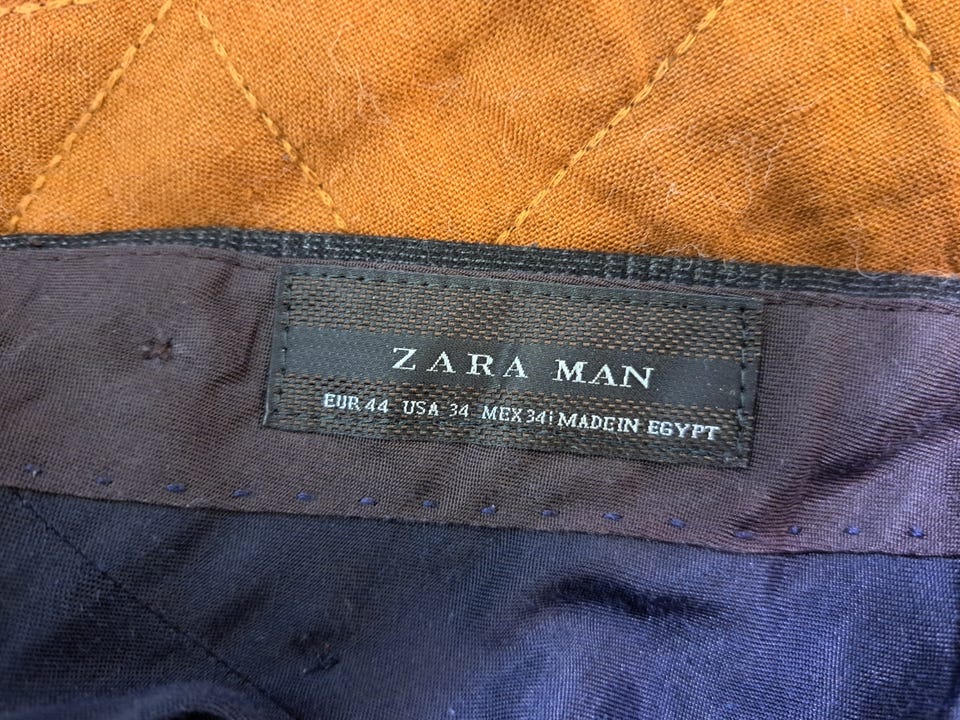 ZARA MAN
EUR 44 USA 34 MEX 34 MADE IN EGYPT